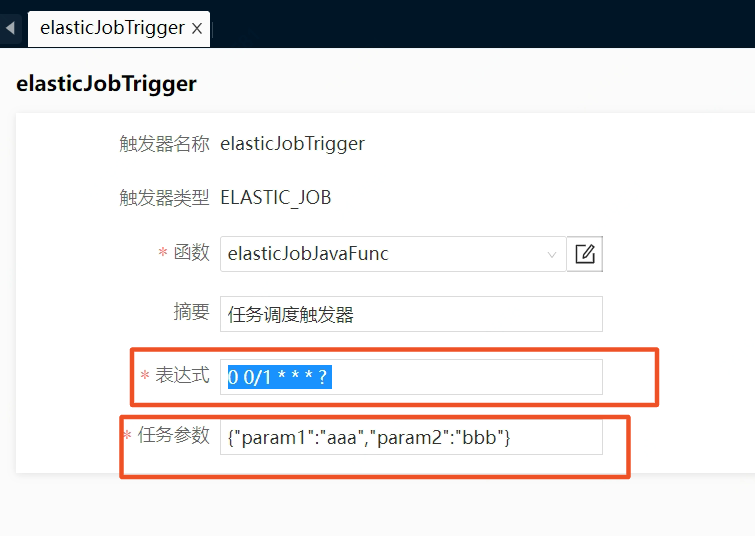 elasticJobTrigger
elasticJobTrigger
触发器名称 elasticJobTrigger
触发器类型 ELASTIC_JOB
* 函数 elasticJobJavaFunc
摘要 任务调度触发器
* 表达式 0 0/1 * * * ?
* 任务参数 {"param1":"aaa","param2":"bbb"}